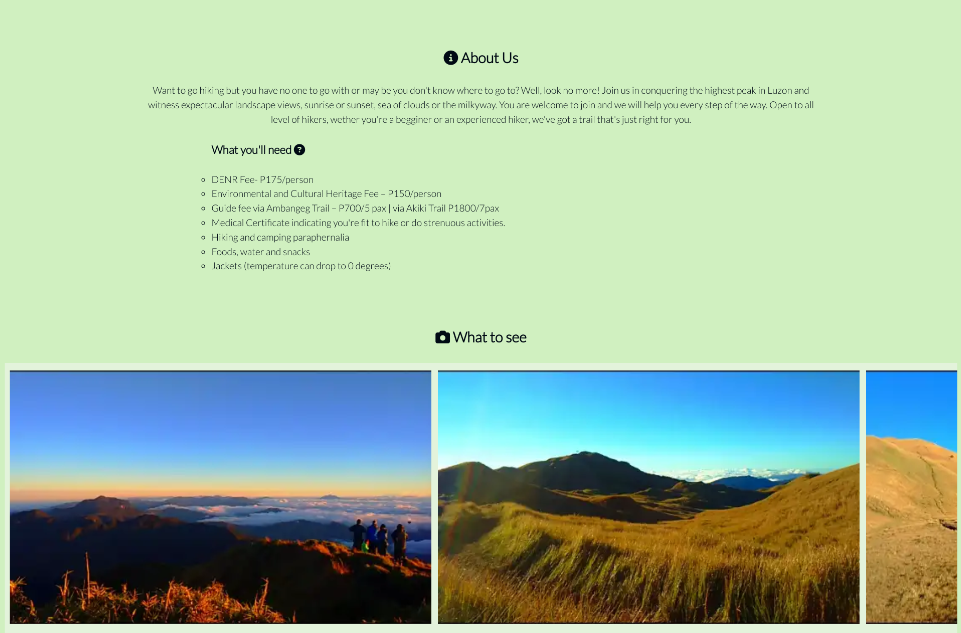 About Us
Want to go hiking but you have no one to go with or may be you don't know where to go to? Well, look no more! Join us in conquering the highest peak in Luzon and
witness expectacular landscape views, sunrise or sunset, sea of clouds or the milkyway. You are welcome to join and we will help you every step of the way. Open to all
level of hikers, wether you're a begginer or an experienced hiker, we've got a trail that's just right for you.
What you'll need
DENR Fee- P175/person
Environmental and Cultural Heritage Fee – P150/person
Guide fee via Ambangeg Trail – P700/5 pax | via Akiki Trail P1800/7pax
Medical Certificate indicating you're fit to hike or do strenuous activities.
Hiking and camping paraphernalia
Foods, water and snacks
Jackets (temperature can drop to 0 degrees)
What to see